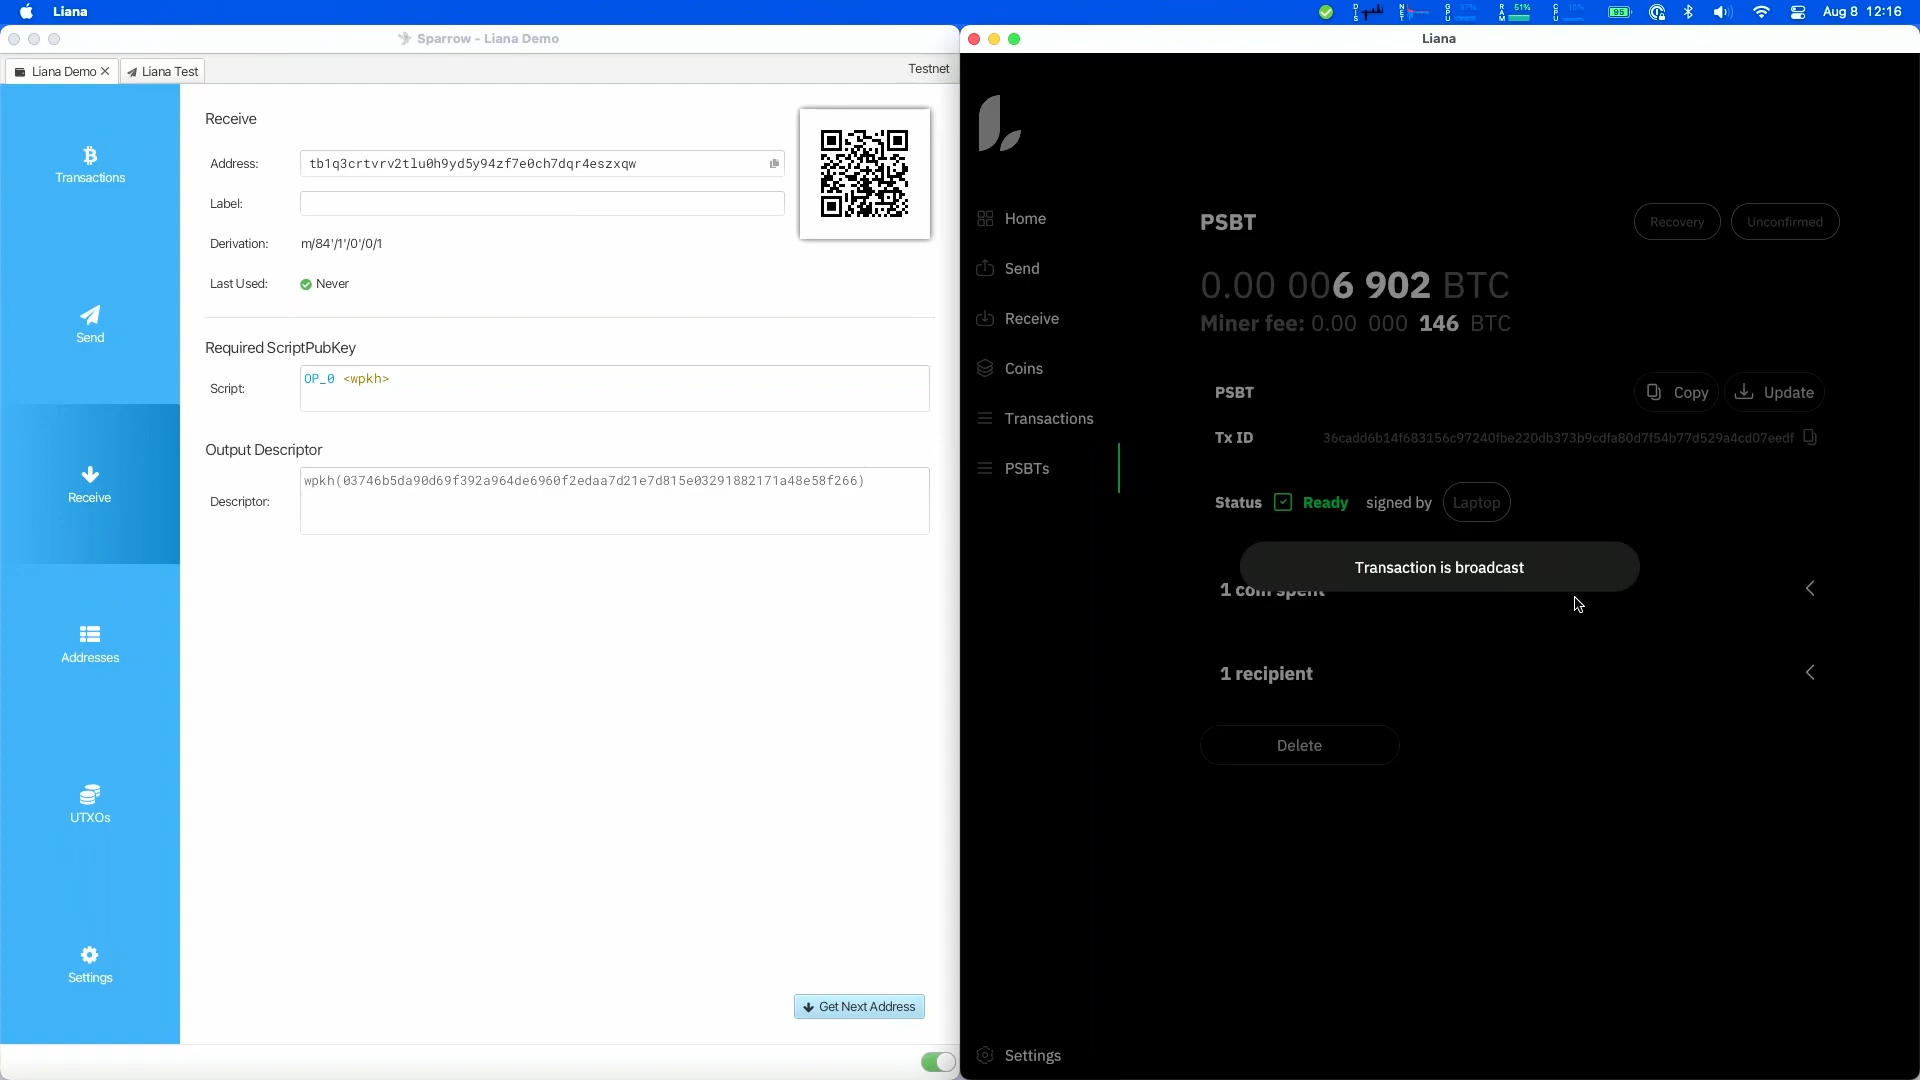 Liana
Aug 8 12:16
Sparrow - Liana Demo
Liana Demo
Liana Test
Testnet
Transactions
Send
Receive
Addresses
UTXOs
Settings
Receive
Address:
tb1q3crtvrv2tlu0h9yd5y94zf7e0ch7dqr4eszxqw
Label:
Derivation:
m/84'/1'/0'/0/1
Last Used:
Never
Required ScriptPubKey
Script:
OP_0 <wpkh>
Output Descriptor
Descriptor:
wpkh(03746b5da90d69f392a964de6960f2edaa7d21e7d815e03291882171a48e58f266)
Get Next Address
Liana
Home
Send
Receive
Coins
Transactions
PSBTs
Settings
PSBT
Recovery
Unconfirmed
0.00 006 902 BTC
Miner fee: 0.00 000 146 BTC
PSBT
Copy
Update
Tx ID
36cadd6b14f683156c97240fbe220db373b9cdfa80d7f54b77d529a4cd07eedf
Status
Ready
signed by
Laptop
Transaction is broadcast
1 coin spent
1 recipient
Delete